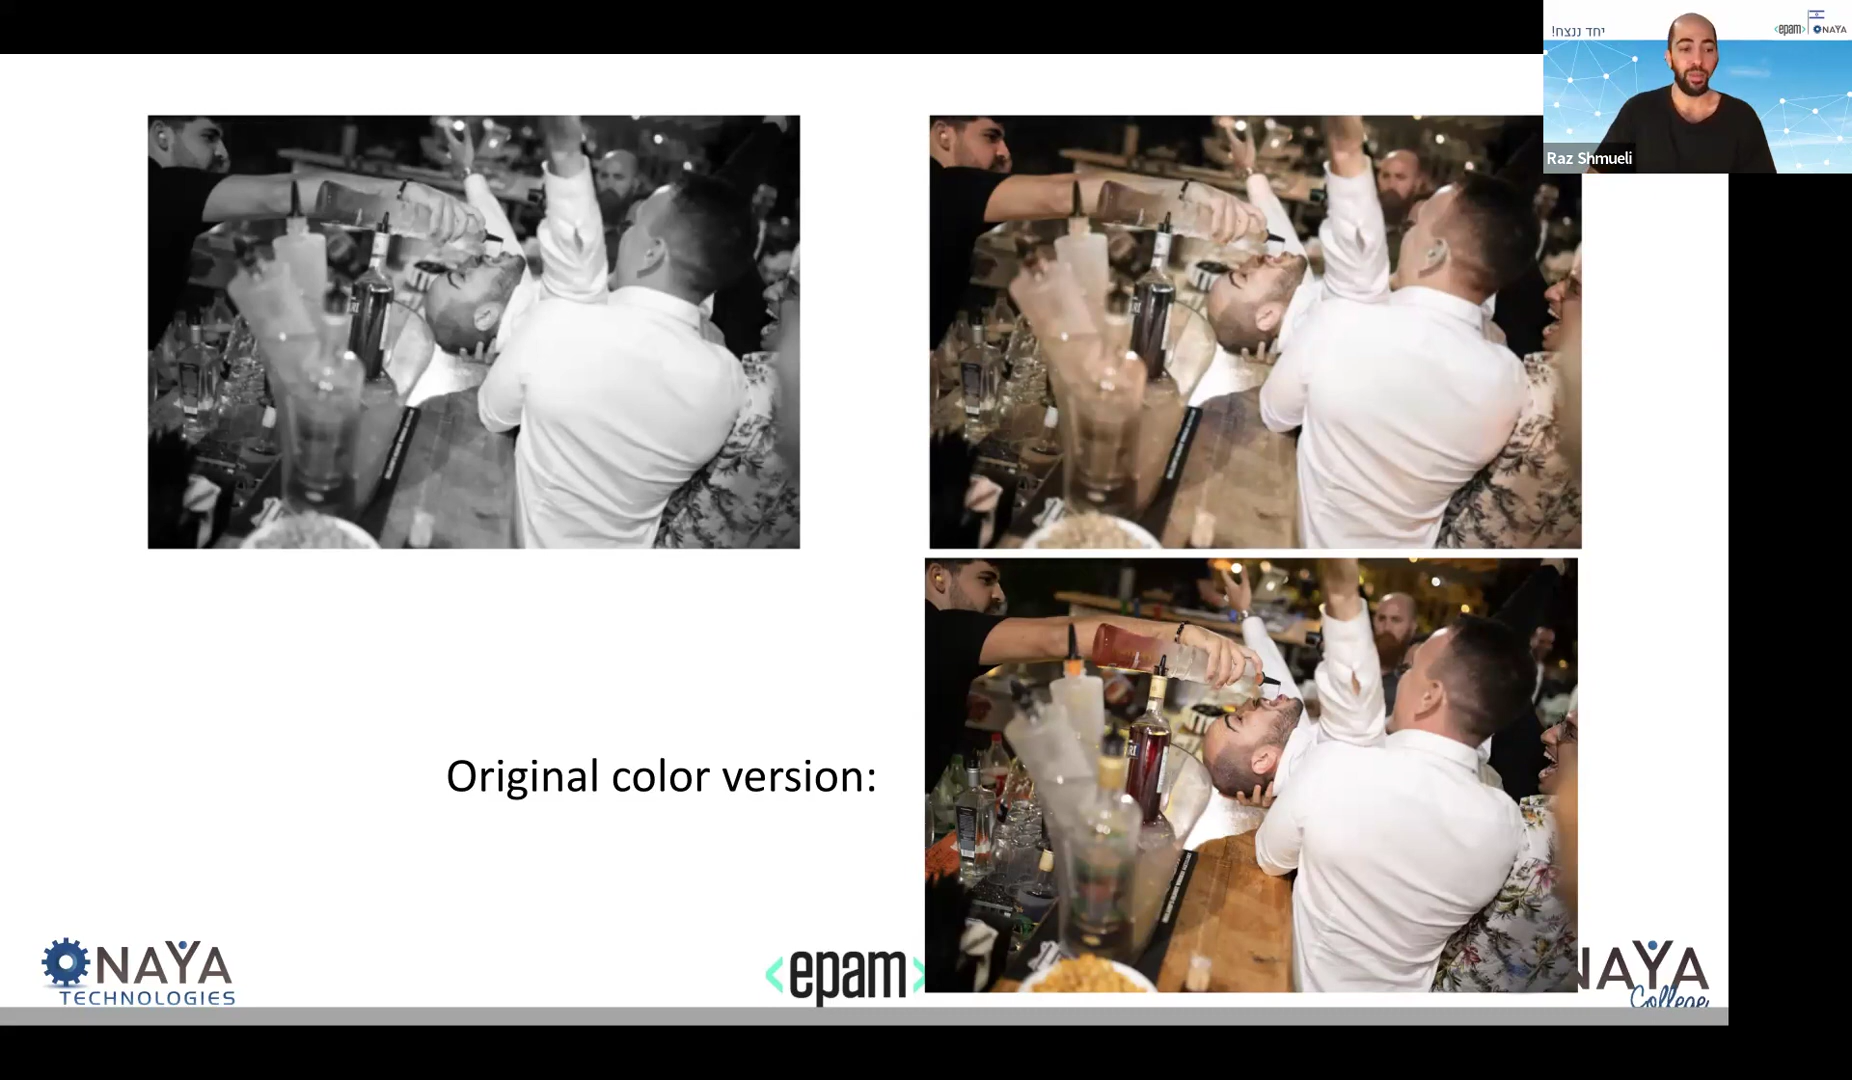 יחד ננצח!
<epam> NAYA
Raz Shmueli
Original color version:
NAYA
TECHNOLOGIES
<epam>
NAYA
College